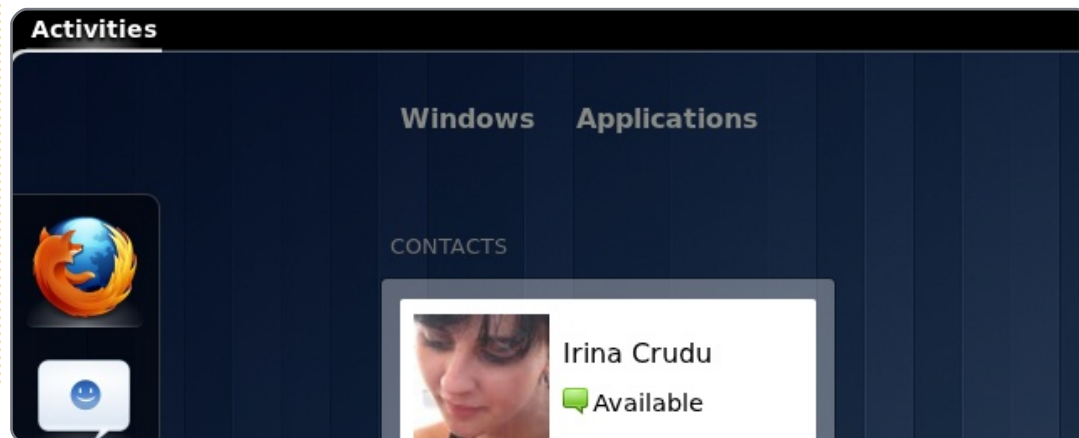 Activities
Windows Applications
CONTACTS
Irina Crudu
Available